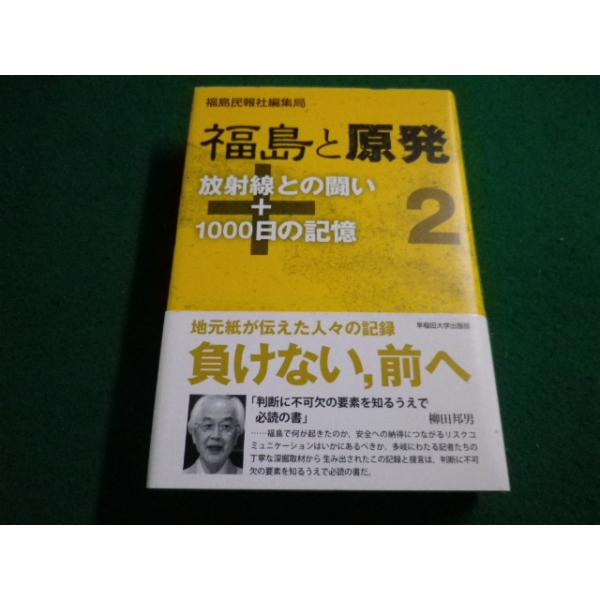 福島民報社編集局
福島と原発
放射線との闘い
+
1000日の記憶
2
地元紙が伝えた人々の記録
早稲田大学出版部
負けない,前へ
「判断に不可欠の要素を知るうえで
必読の書」
柳田邦男
……福島で何が起きたのか、安全への納得につながるリスクコ
ミュニケーションはいかにあるべきか、多岐にわたる記者たちの
丁寧な深掘取材から生み出されたこの記録と提言は、判断に不可
欠の要素を知るうえで必読の書だ。